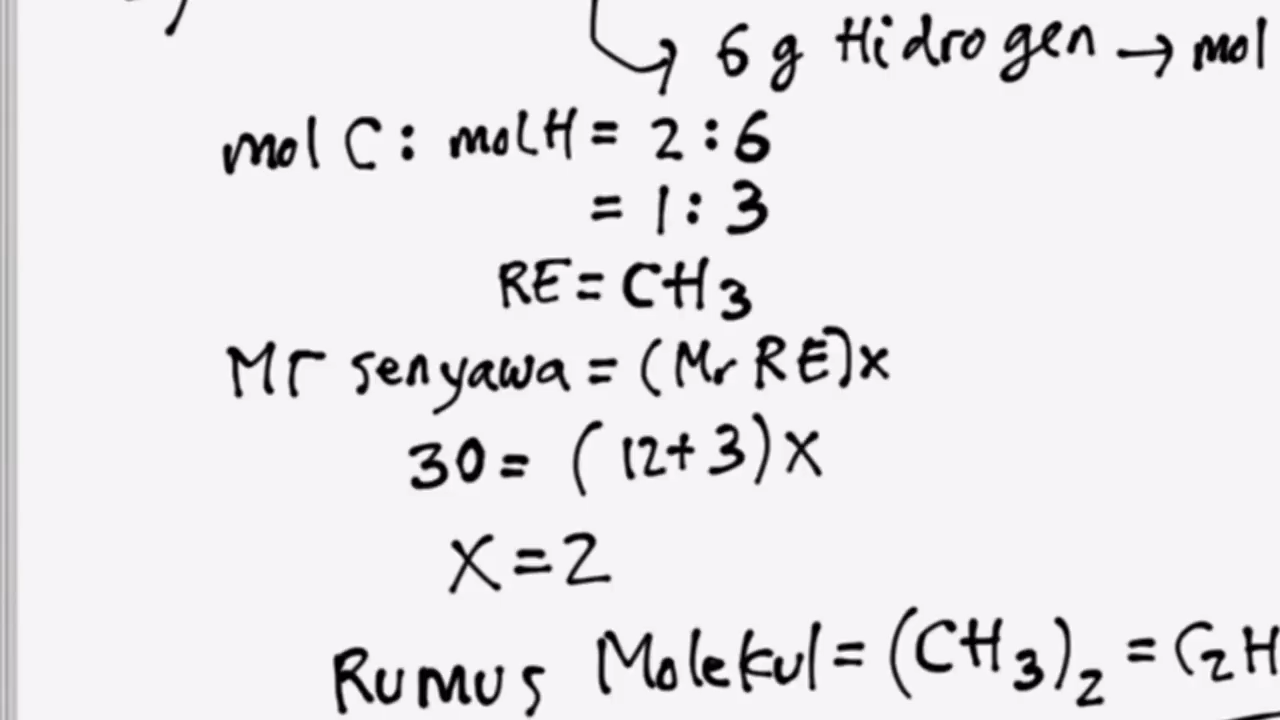 6 g Hidrogen → mol
mol C : mol H = 2 : 6
= 1 : 3
RE = CH₃
Mr senyawa = (Mr RE)x
30 = (12+3)x
X = 2
Rumus Molekul = (CH₃)₂ = C₂H